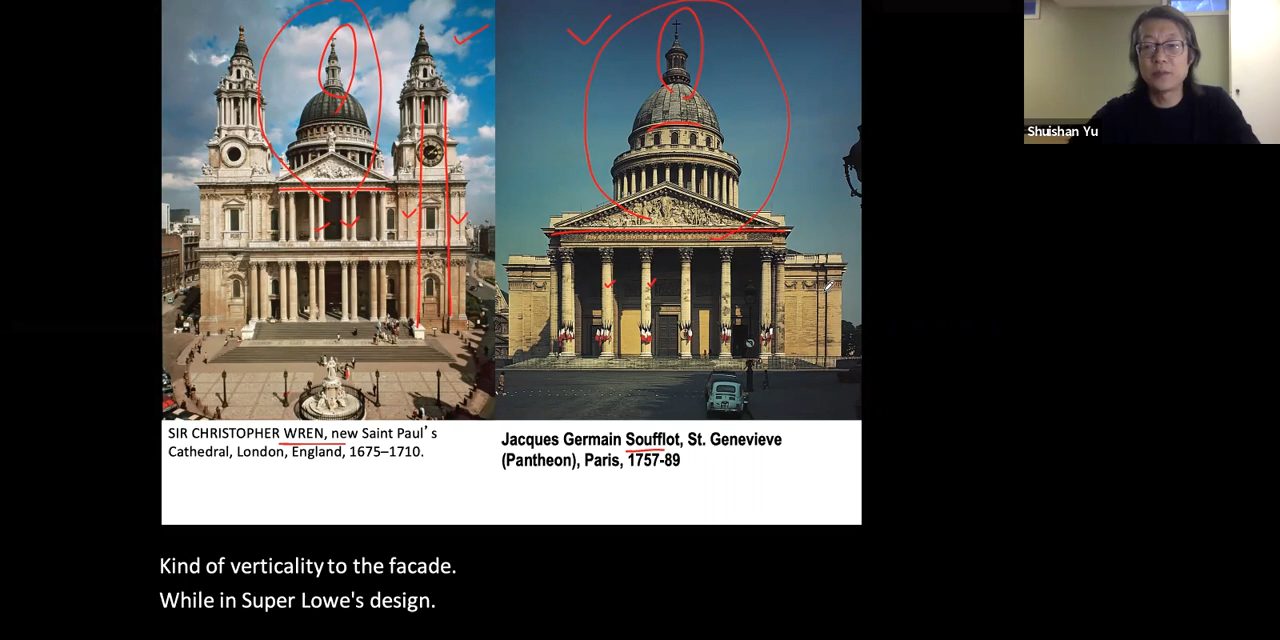 Shuishan Yu
SIR CHRISTOPHER WREN, new Saint Paul’s
Cathedral, London, England, 1675–1710.
Jacques Germain Soufflot, St. Genevieve
(Pantheon), Paris, 1757-89
Kind of verticality to the facade.
While in Super Lowe's design.